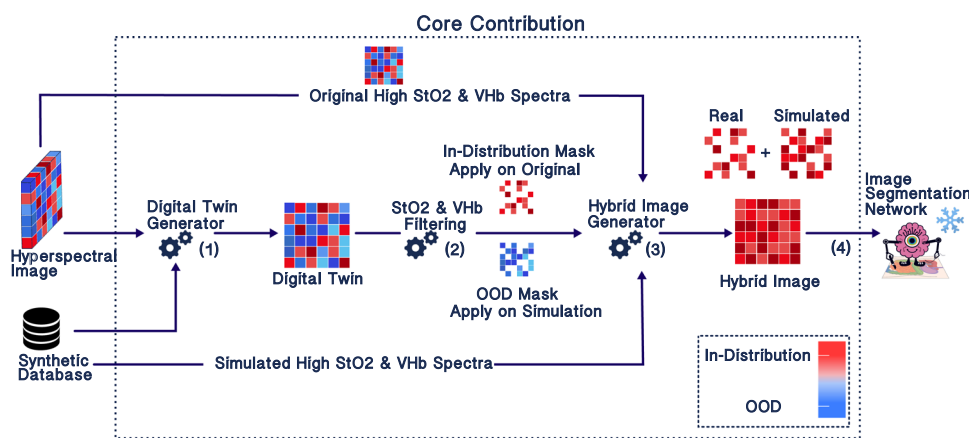 Core Contribution
Original High StO2 & VHb Spectra
Real
Simulated
+
In-Distribution Mask
Apply on Original
Image
Segmentation
Network
Digital Twin
Generator
(1)
StO2 & VHb
Filtering
(2)
Hybrid Image
Generator
(3)
(4)
Hyperspectral
Image
Digital Twin
Hybrid Image
OOD Mask
Apply on Simulation
Synthetic
Database
Simulated High StO2 & VHb Spectra
In-Distribution
OOD